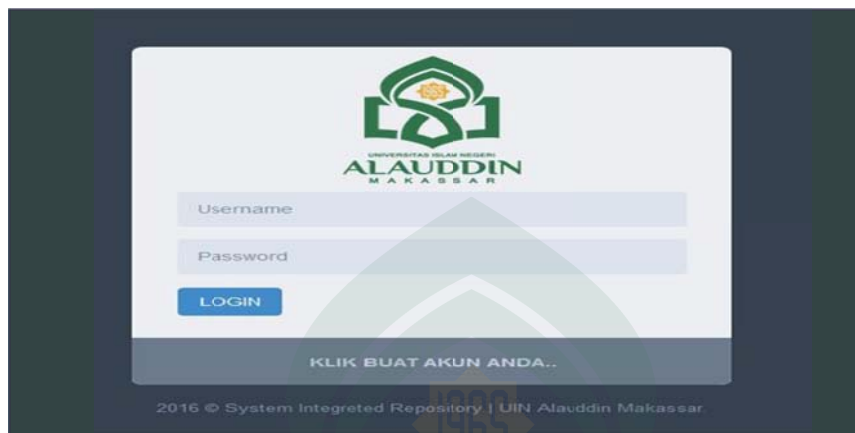 UNIVERSITAS ISLAM NEGERI
ALAUDDIN
MAKASSAR
Username
Password
LOGIN
KLIK BUAT AKUN ANDA..
2016 © System Integreted Repository | UIN Alauddin Makassar.
1965